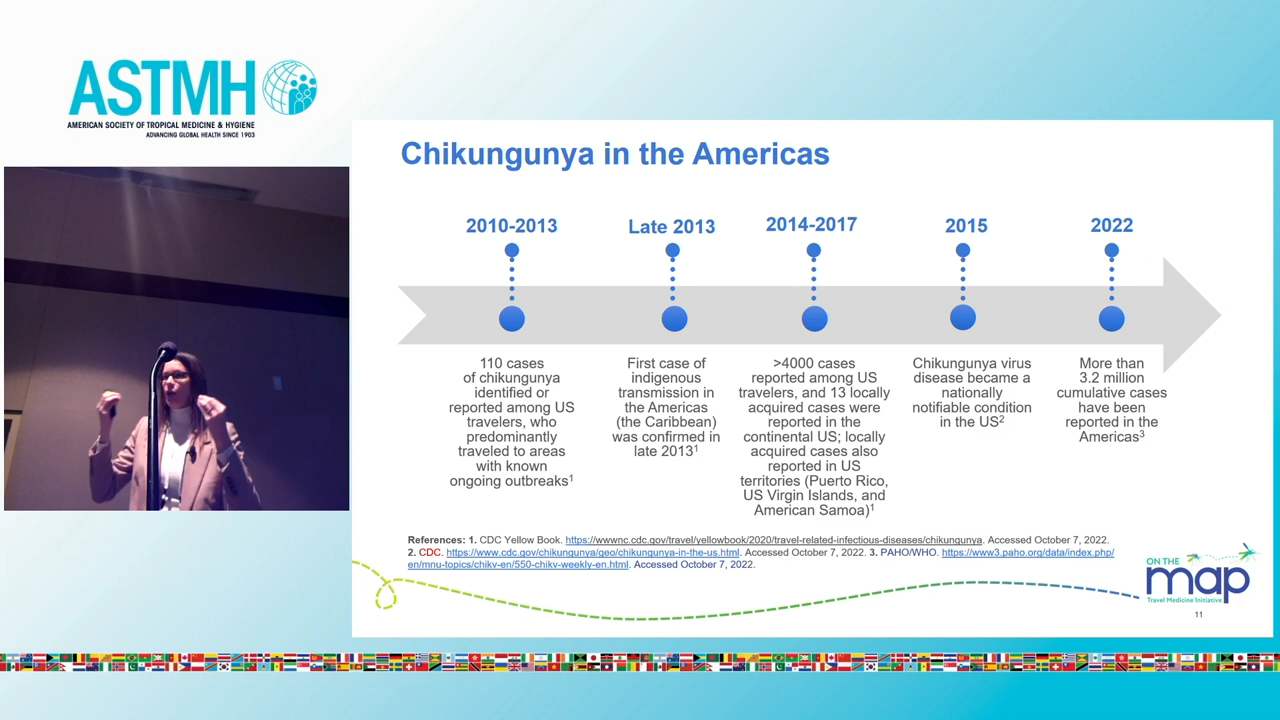 ASTMH
AMERICAN SOCIETY OF TROPICAL MEDICINE & HYGIENE
ADVANCING GLOBAL HEALTH SINCE 1903
Chikungunya in the Americas
2010-2013
110 cases
of chikungunya
identified or
reported among US
travelers, who
predominantly
traveled to areas
with known
ongoing outbreaks1
Late 2013
First case of
indigenous
transmission in
the Americas
(the Caribbean)
was confirmed in
late 20131
2014-2017
>4000 cases
reported among US
travelers, and 13 locally
acquired cases were
reported in the
continental US; locally
acquired cases also
reported in US
territories (Puerto Rico,
US Virgin Islands, and
American Samoa)1
2015
Chikungunya virus
disease became a
nationally
notifiable condition
in the US2
2022
More than
3.2 million
cumulative cases
have been
reported in the
Americas3
References: 1. CDC Yellow Book. https://wwwnc.cdc.gov/travel/yellowbook/2020/travel-related-infectious-diseases/chikungunya. Accessed October 7, 2022.
2. CDC. https://www.cdc.gov/chikungunya/geo/chikungunya-in-the-us.html. Accessed October 7, 2022. 3. PAHO/WHO. https://www3.paho.org/data/index.php/
en/mnu-topics/chikv-en/550-chikv-weekly-en.html. Accessed October 7, 2022.
ON THE
map
Travel Medicine Initiative
11